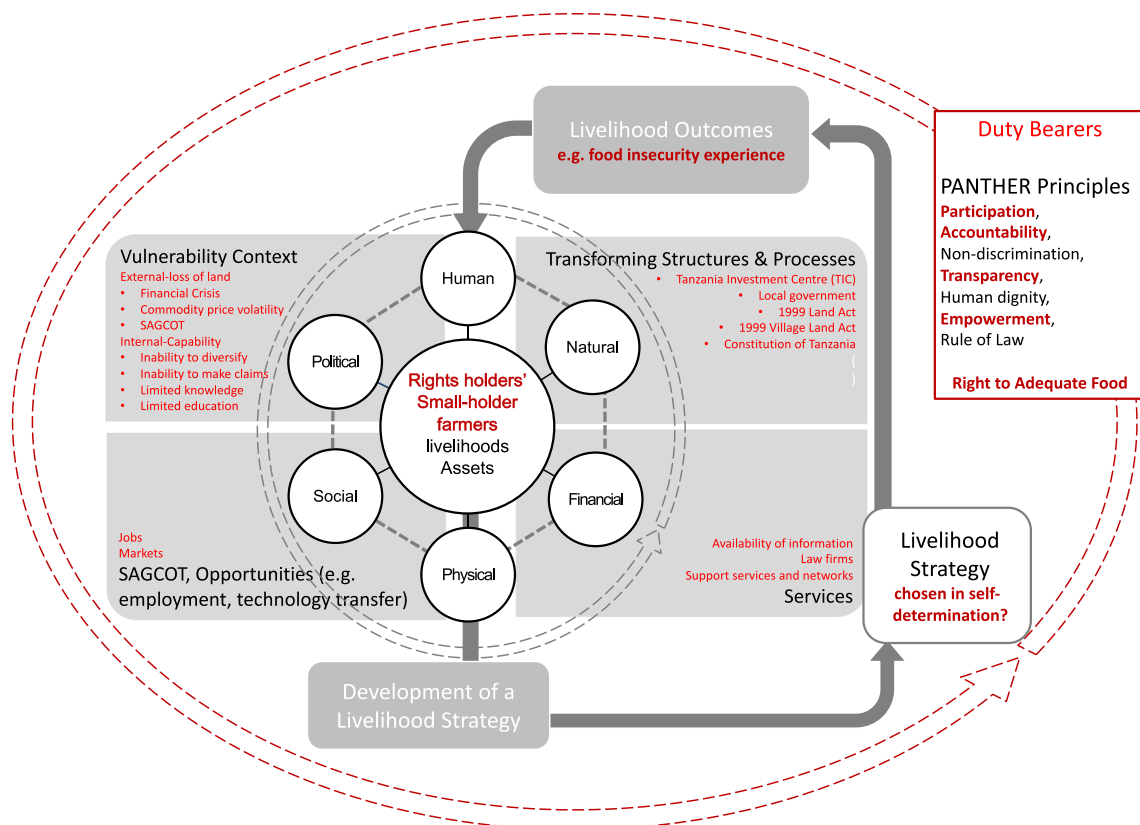 Livelihood Outcomes
e.g. food insecurity experience
Duty Bearers
PANTHER Principles
Participation,
Accountability,
Non-discrimination,
Transparency,
Human dignity,
Empowerment,
Rule of Law
Right to Adequate Food
Vulnerability Context
External-loss of land
• Financial Crisis
• Commodity price volatility
• SAGCOT
Internal-Capability
• Inability to diversify
• Inability to make claims
• Limited knowledge
• Limited education
Transforming Structures & Processes
• Tanzania Investment Centre (TIC)
• Local government
• 1999 Land Act
• 1999 Village Land Act
• Constitution of Tanzania
(
)
Human
Political
Natural
Rights holders’
Small-holder
farmers
livelihoods
Assets
Social
Financial
Physical
Jobs
Markets
SAGCOT, Opportunities (e.g.
employment, technology transfer)
Availability of information
Law firms
Support services and networks
Services
Livelihood
Strategy
chosen in self-
determination?
Development of a
Livelihood Strategy